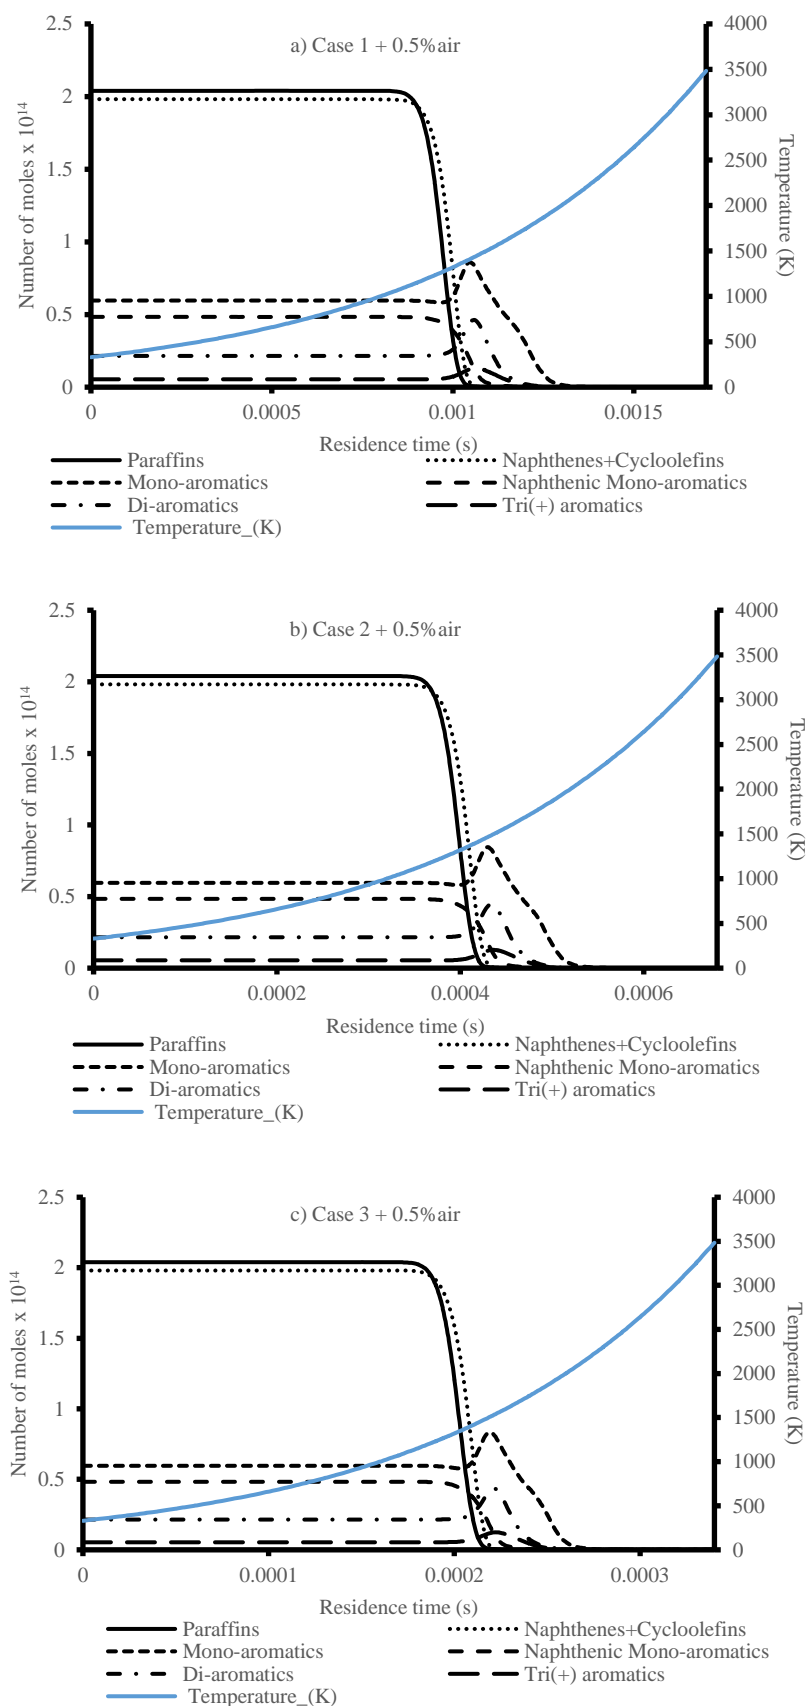 a) Case 1 + 0.5%air
Number of moles x 10¹⁴
2.5
2
1.5
1
0.5
0
4000
3500
3000
2500
2000
1500
1000
500
0
Temperature (K)
0 0.0005 0.001 0.0015
Residence time (s)
Paraffins Naphthenes+Cycloolefins
Mono-aromatics Naphthenic Mono-aromatics
Di-aromatics Tri(+) aromatics
Temperature_(K)
b) Case 2 + 0.5%air
Number of moles x 10¹⁴
2.5
2
1.5
1
0.5
0
4000
3500
3000
2500
2000
1500
1000
500
0
Temperature (K)
0 0.0002 0.0004 0.0006
Residence time (s)
Paraffins Naphthenes+Cycloolefins
Mono-aromatics Naphthenic Mono-aromatics
Di-aromatics Tri(+) aromatics
Temperature_(K)
c) Case 3 + 0.5%air
Number of moles x 10¹⁴
2.5
2
1.5
1
0.5
0
4000
3500
3000
2500
2000
1500
1000
500
0
Temperature (K)
0 0.0001 0.0002 0.0003
Residence time (s)
Paraffins Naphthenes+Cycloolefins
Mono-aromatics Naphthenic Mono-aromatics
Di-aromatics Tri(+) aromatics
Temperature_(K)